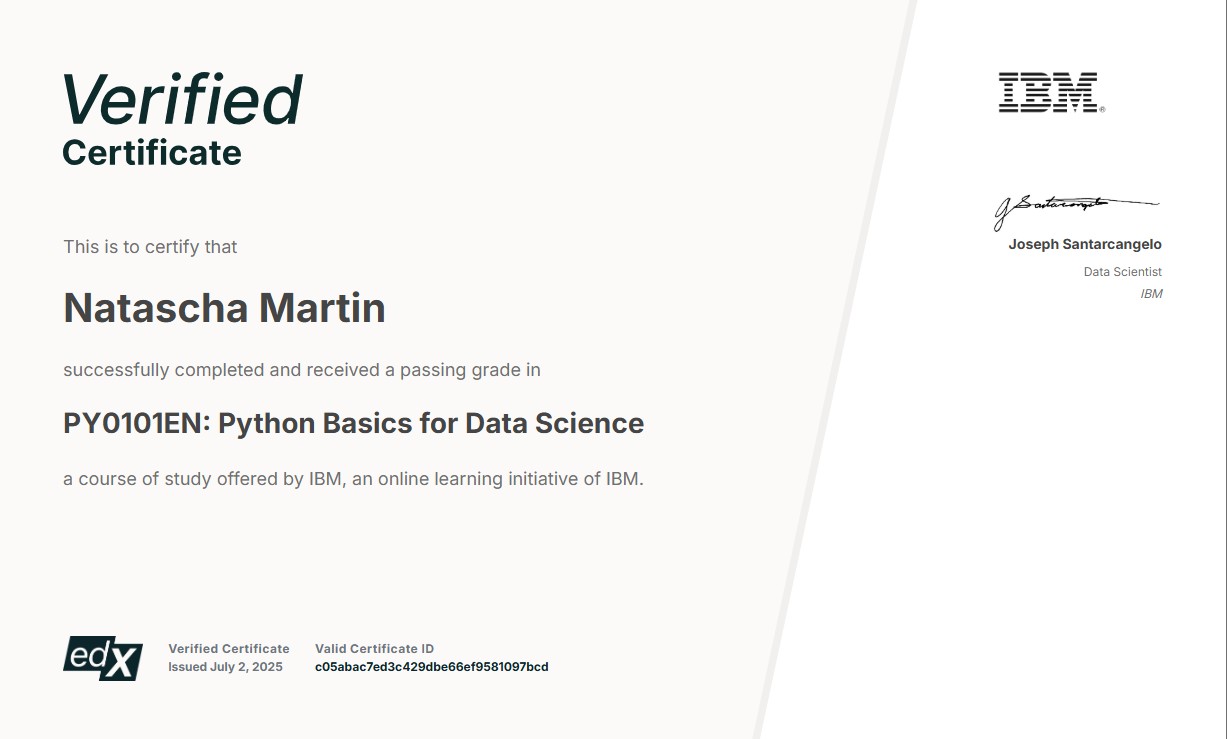 Verified
Certificate
This is to certify that
Natascha Martin
successfully completed and received a passing grade in
PY0101EN: Python Basics for Data Science
a course of study offered by IBM, an online learning initiative of IBM.
edX
Verified Certificate
Issued July 2, 2025
Valid Certificate ID
c05abac7ed3c429dbe66ef9581097bcd
IBM®
J Santarcangelo
Joseph Santarcangelo
Data Scientist
IBM